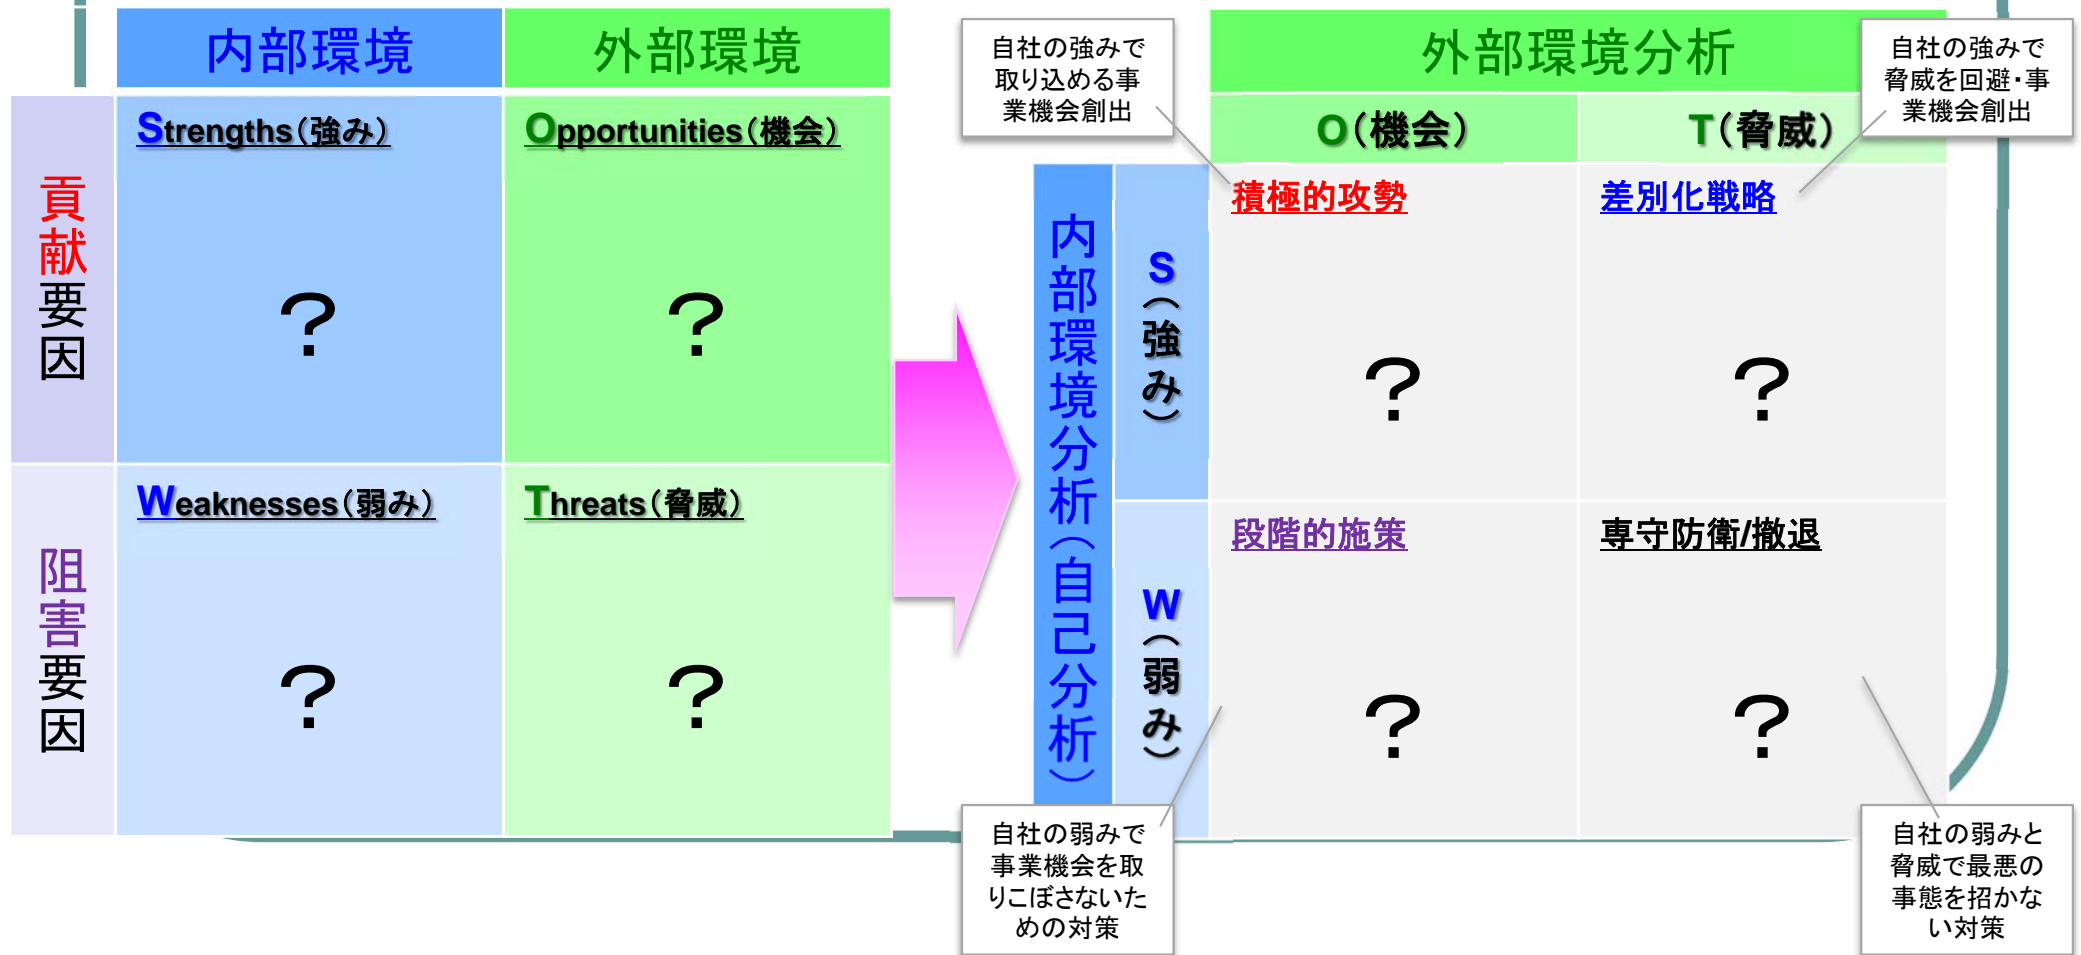 内部環境
外部環境
貢献要因
Strengths(強み)
?
Opportunities(機会)
?
阻害要因
Weaknesses(弱み)
?
Threats(脅威)
?
自社の強みで
取り込める事
業機会創出
外部環境分析
自社の強みで
脅威を回避・事
業機会創出
O(機会)
T(脅威)
内部環境分析(自己分析)
S(強み)
積極的攻勢
?
差別化戦略
?
W(弱み)
段階的施策
?
専守防衛/撤退
?
自社の弱みで
事業機会を取
りこぼさないた
めの対策
自社の弱みと
脅威で最悪の
事態を招かな
い対策